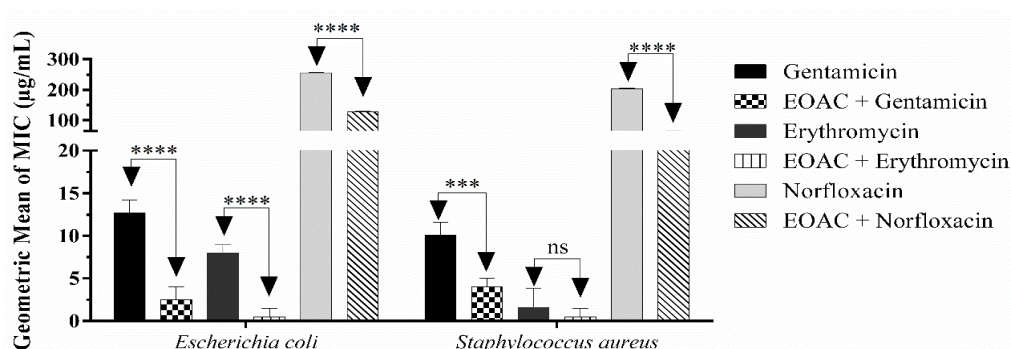 Geometric Mean of MIC (µg/mL)
300
200
100
20
15
10
5
0
****
****
****
***
ns
****
Escherichia coli
Staphylococcus aureus
Gentamicin
EOAC + Gentamicin
Erythromycin
EOAC + Erythromycin
Norfloxacin
EOAC + Norfloxacin